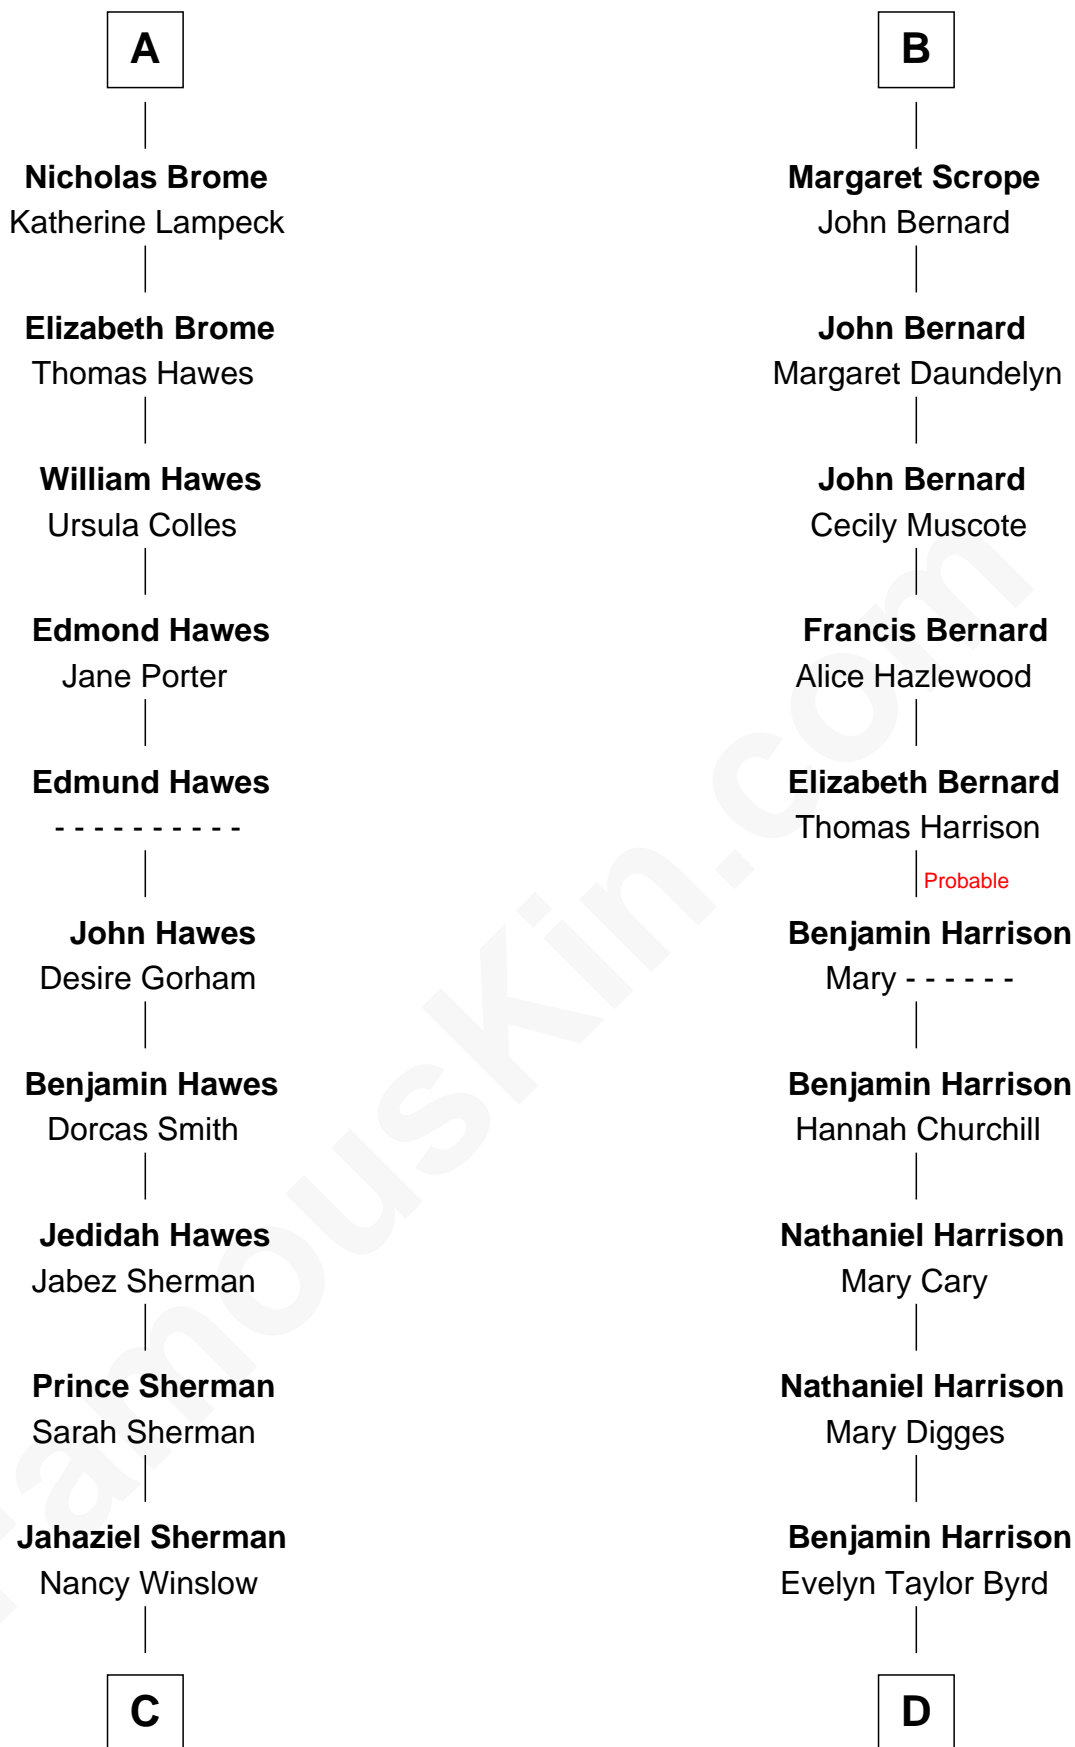 A
Nicholas Brome
Katherine Lampeck
Elizabeth Brome
Thomas Hawes
William Hawes
Ursula Colles
Edmond Hawes
Jane Porter
Edmund Hawes
- - - - - - - - - -
John Hawes
Desire Gorham
Benjamin Hawes
Dorcas Smith
Jedidah Hawes
Jabez Sherman
Prince Sherman
Sarah Sherman
Jahaziel Sherman
Nancy Winslow
C
B
Margaret Scrope
John Bernard
John Bernard
Margaret Daundelyn
John Bernard
Cecily Muscote
Francis Bernard
Alice Hazlewood
Elizabeth Bernard
Thomas Harrison
Probable
Benjamin Harrison
Mary - - - - - -
Benjamin Harrison
Hannah Churchill
Nathaniel Harrison
Mary Cary
Nathaniel Harrison
Mary Digges
Benjamin Harrison
Evelyn Taylor Byrd
D
FamousKin.com